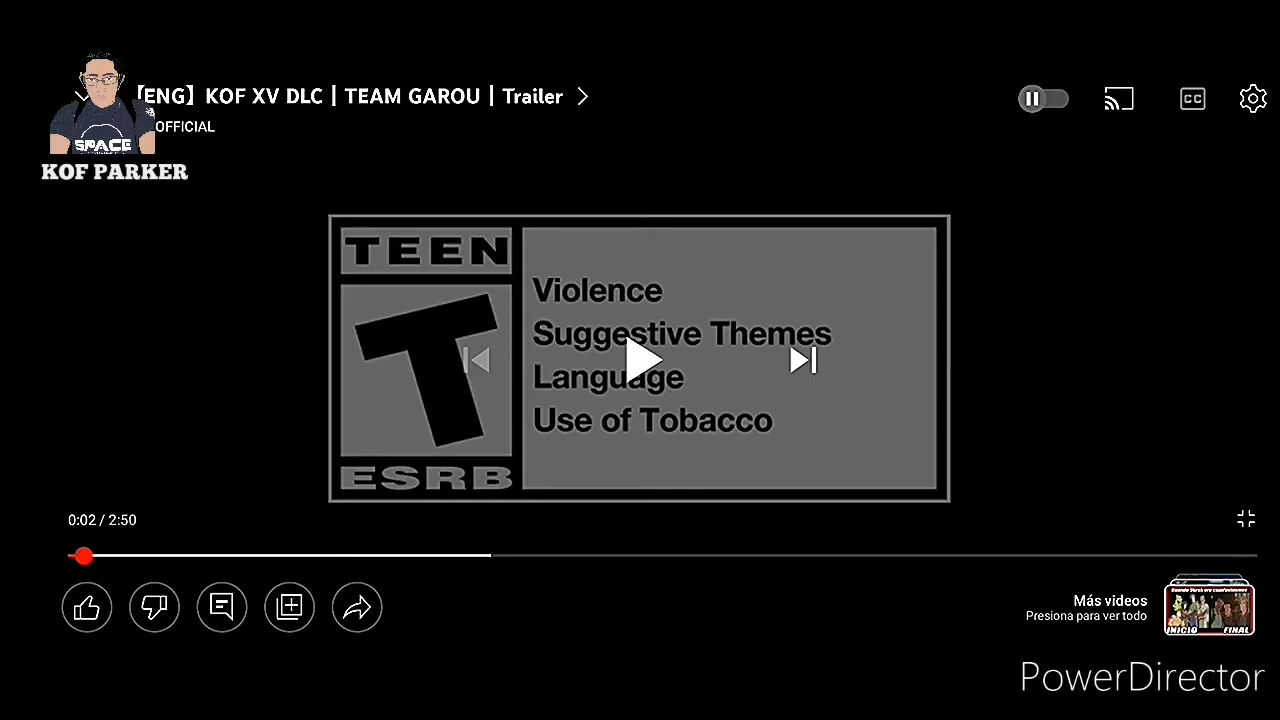 【ENG】 KOF XV DLC | TEAM GAROU | Trailer
OFFICIAL
SPACE
KOF PARKER
CC
TEEN
T
ESRB
Violence
Suggestive Themes
Language
Use of Tobacco
0:02 / 2:50
Más videos
Presiona para ver todo
INICIO
FINAL
PowerDirector